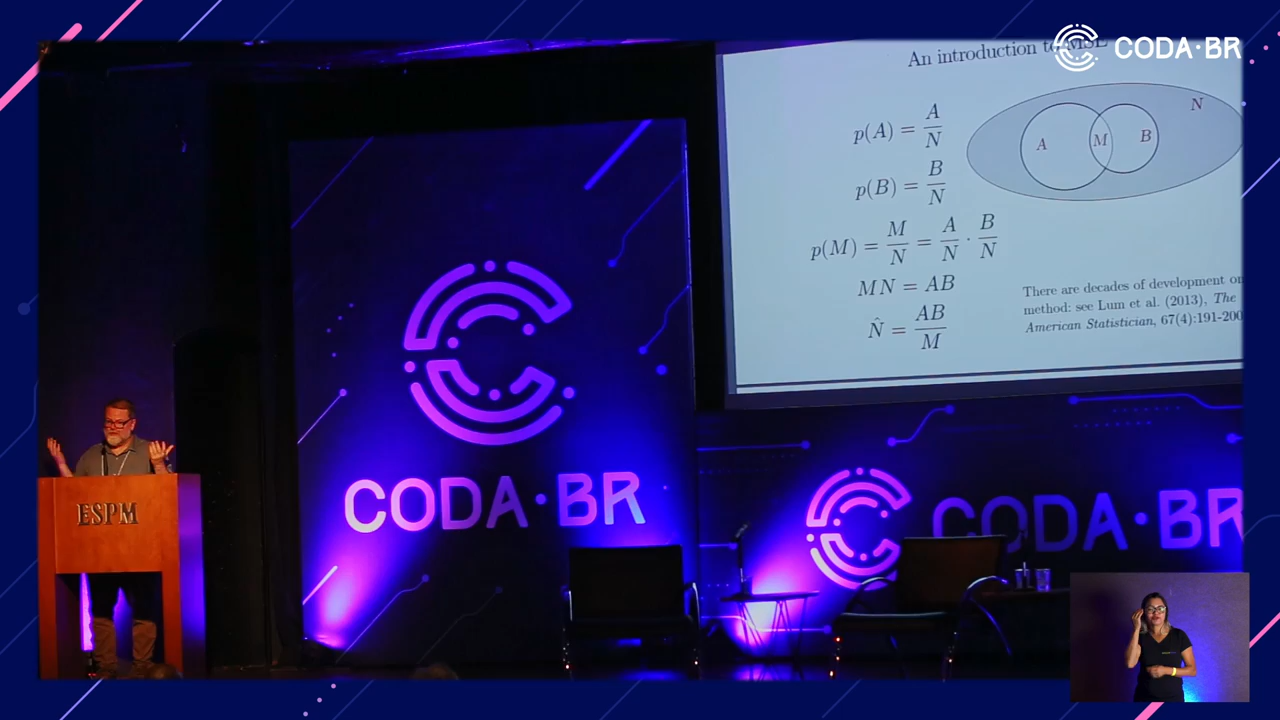 CODA·BR
An introduction to MSE
p(A) = A/N
p(B) = B/N
p(M) = M/N = A/N · B/N
MN = AB
N̂ = AB/M
A
M
B
N
There are decades of development on
method: see Lum et al. (2013), The
American Statistician, 67(4):191-200
CODA·BR
CODA·BR
ESPM